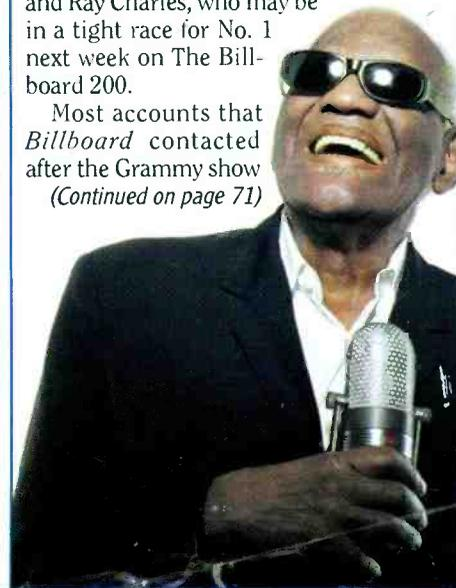 and Ray Charles, who may be
in a tight race for No. 1
next week on The Bill-
board 200.
Most accounts that
Billboard contacted
after the Grammy show
(Continued on page 71)